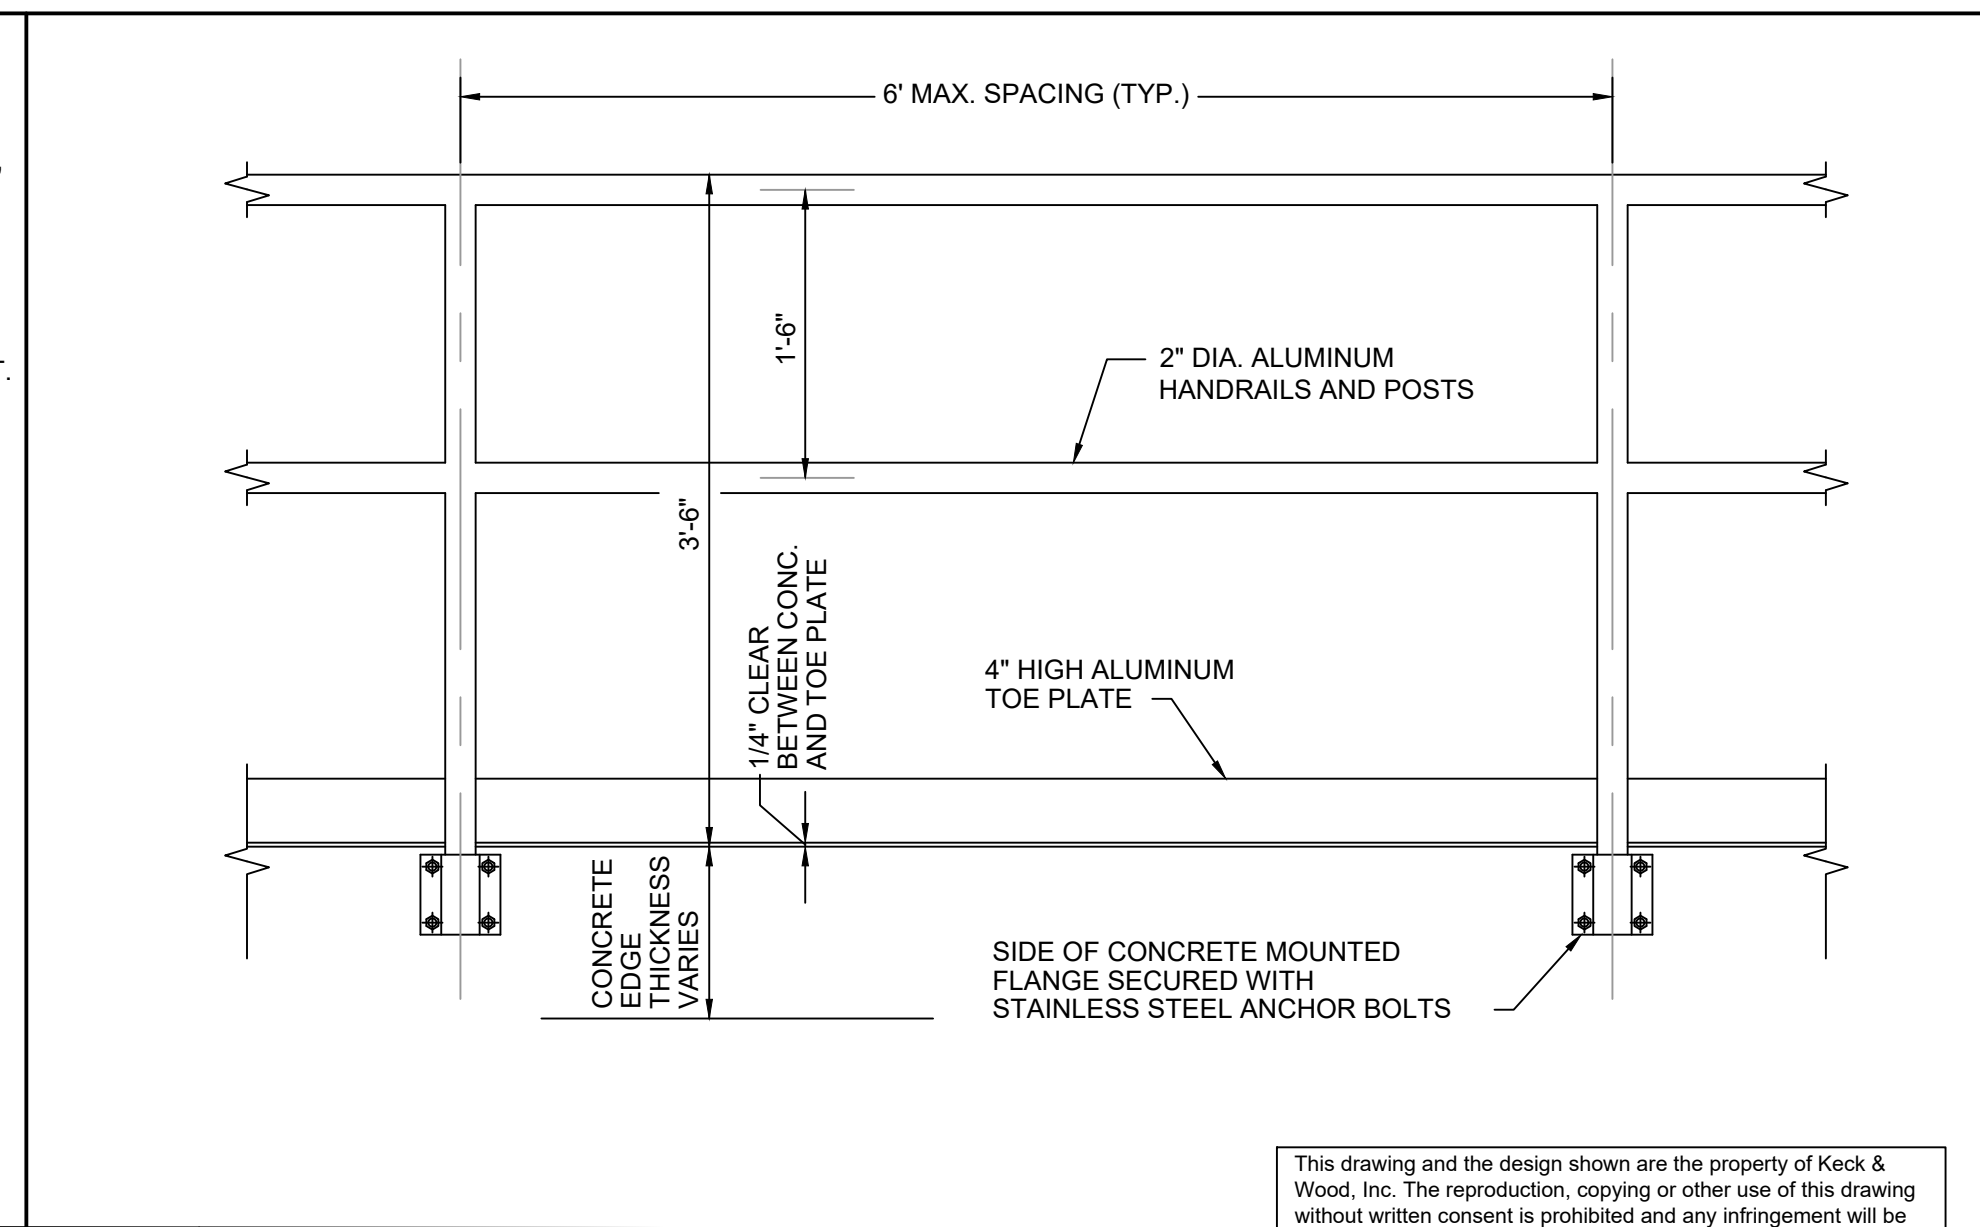 6' MAX. SPACING (TYP.)
1'-6"
2" DIA. ALUMINUM
HANDRAILS AND POSTS
3'-6"
1/4" CLEAR
BETWEEN CONC.
AND TOE PLATE
4" HIGH ALUMINUM
TOE PLATE
CONCRETE
EDGE
THICKNESS
VARIES
SIDE OF CONCRETE MOUNTED
FLANGE SECURED WITH
STAINLESS STEEL ANCHOR BOLTS
This drawing and the design shown are the property of Keck &
Wood, Inc. The reproduction, copying or other use of this drawing
without written consent is prohibited and any infringement will be